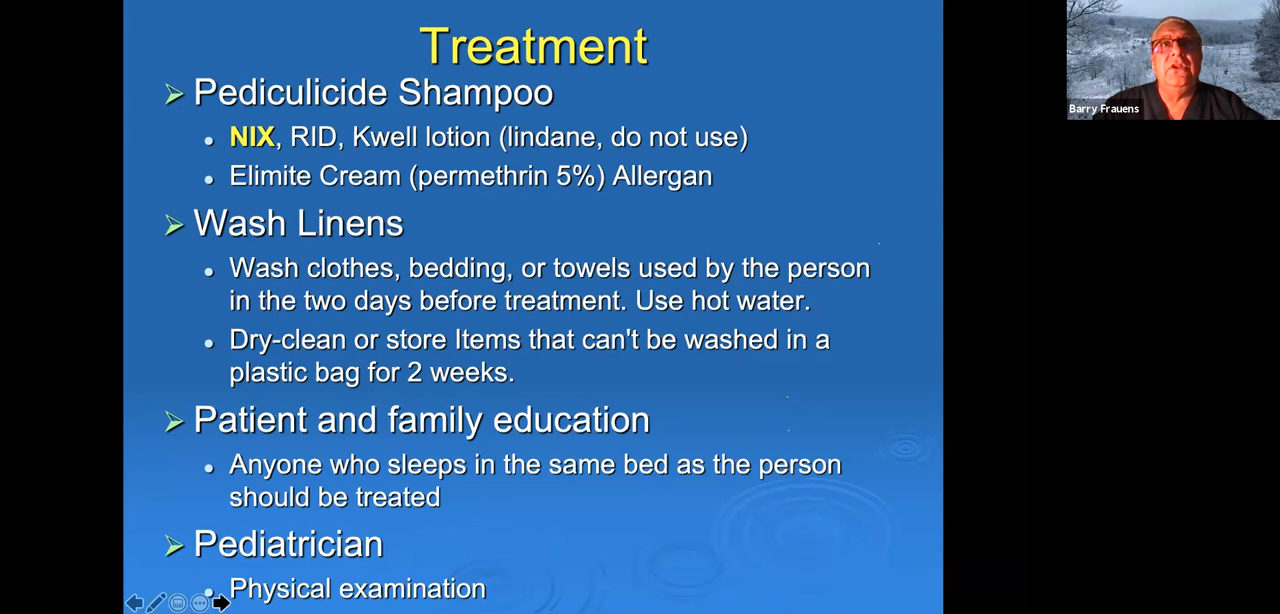 Treatment
Pediculicide Shampoo
NIX, RID, Kwell lotion (lindane, do not use)
Elimite Cream (permethrin 5%) Allergan
Wash Linens
Wash clothes, bedding, or towels used by the person
in the two days before treatment. Use hot water.
Dry-clean or store Items that can't be washed in a
plastic bag for 2 weeks.
Patient and family education
Anyone who sleeps in the same bed as the person
should be treated
Pediatrician
Physical examination
Barry Frauens